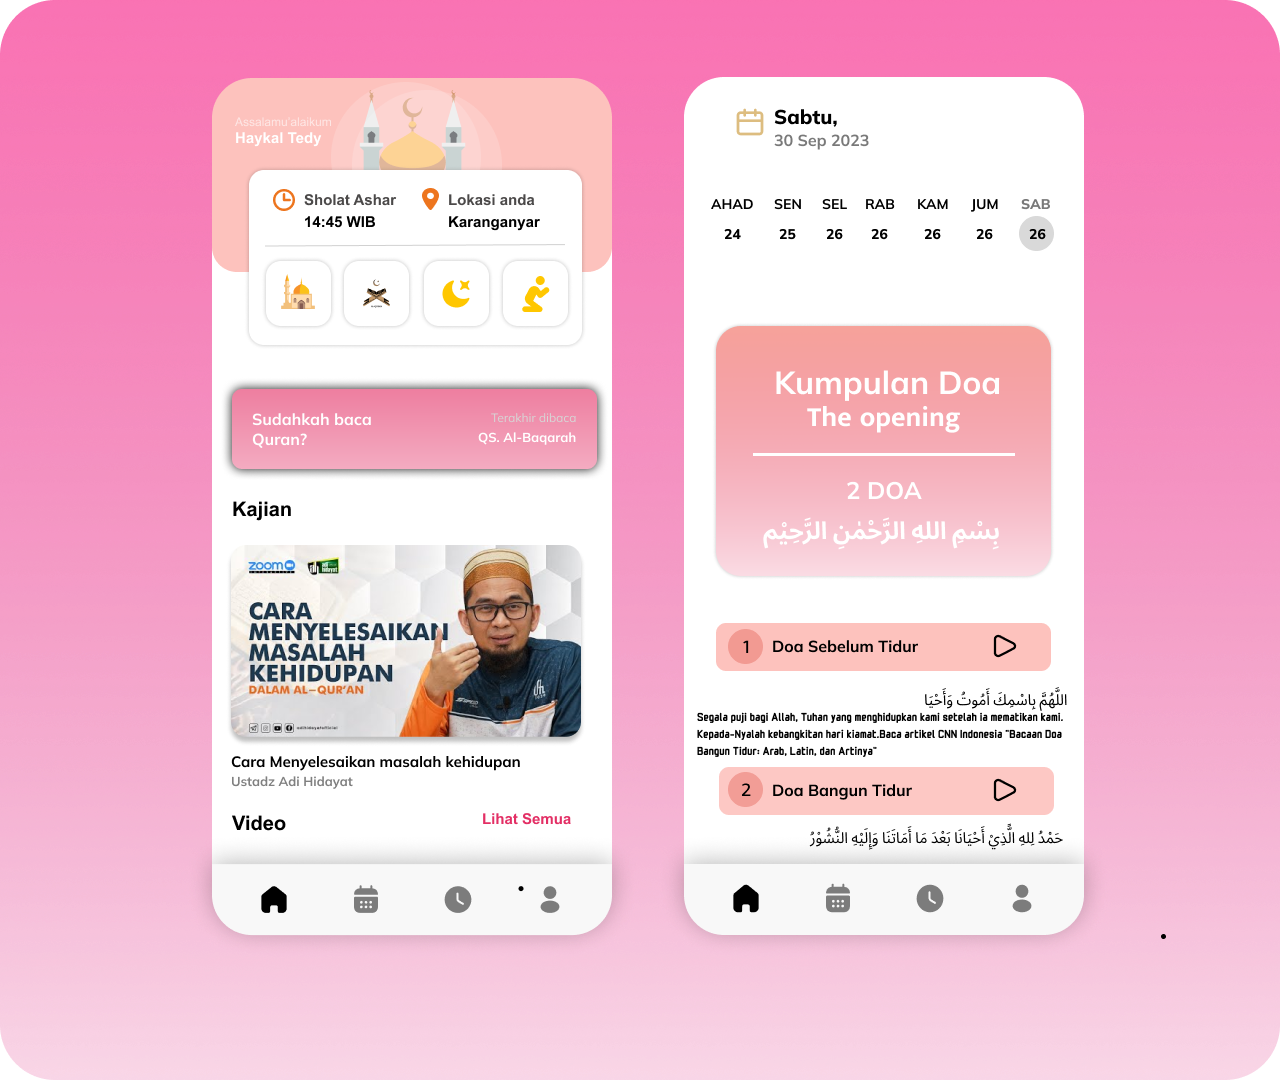 Assalamu'alaikum
Haykal Tedy
Sholat Ashar
14:45 WIB
Lokasi anda
Karanganyar
Sudahkah baca
Quran?
Terakhir dibaca
QS. Al-Baqarah
Kajian
zoom
CARA
MENYELESAIKAN
MASALAH
KEHIDUPAN
DALAM AL–QUR'AN
Cara Menyelesaikan masalah kehidupan
Ustadz Adi Hidayat
Video
Lihat Semua
Sabtu,
30 Sep 2023
AHAD SEN SEL RAB KAM JUM SAB
24 25 26 26 26 26 26
Kumpulan Doa
The opening
2 DOA
بِسْمِ اللهِ الرَّحْمٰنِ الرَّحِيْمِ
1 Doa Sebelum Tidur
اللَّهُمَّ بِاسْمِكَ أَمُوتُ وَأَحْيَا
Segala puji bagi Allah, Tuhan yang menghidupkan kami setelah ia mematikan kami.
Kepada-Nyalah kebangkitan hari kiamat.Baca artikel CNN Indonesia "Bacaan Doa
Bangun Tidur: Arab, Latin, dan Artinya"
2 Doa Bangun Tidur
حَمْدُ لِلهِ الَّذِيْ أَحْيَانَا بَعْدَ مَا أَمَاتَنَا وَإِلَيْهِ النُّشُوْرُ